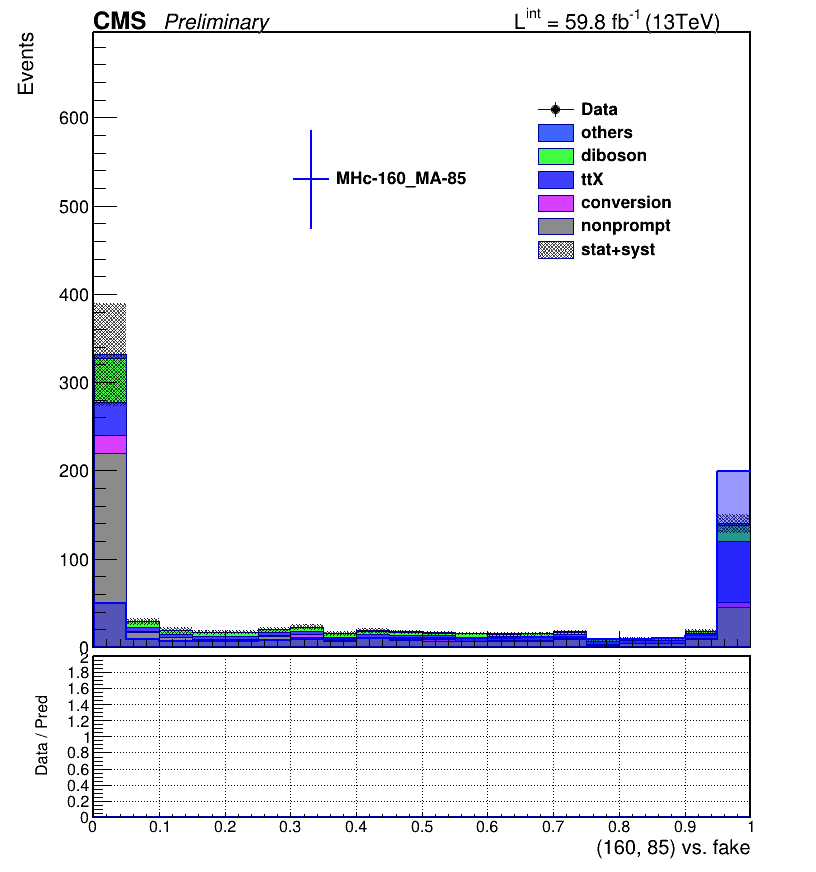 CMS Preliminary L^int = 59.8 fb^-1 (13TeV)
Events
600
500
400
300
200
100
0
MHc-160_MA-85
Data
others
diboson
ttX
conversion
nonprompt
stat+syst
Data / Pred
2
1.8
1.6
1.4
1.2
1
0.8
0.6
0.4
0.2
0
0 0.1 0.2 0.3 0.4 0.5 0.6 0.7 0.8 0.9 1
(160, 85) vs. fake